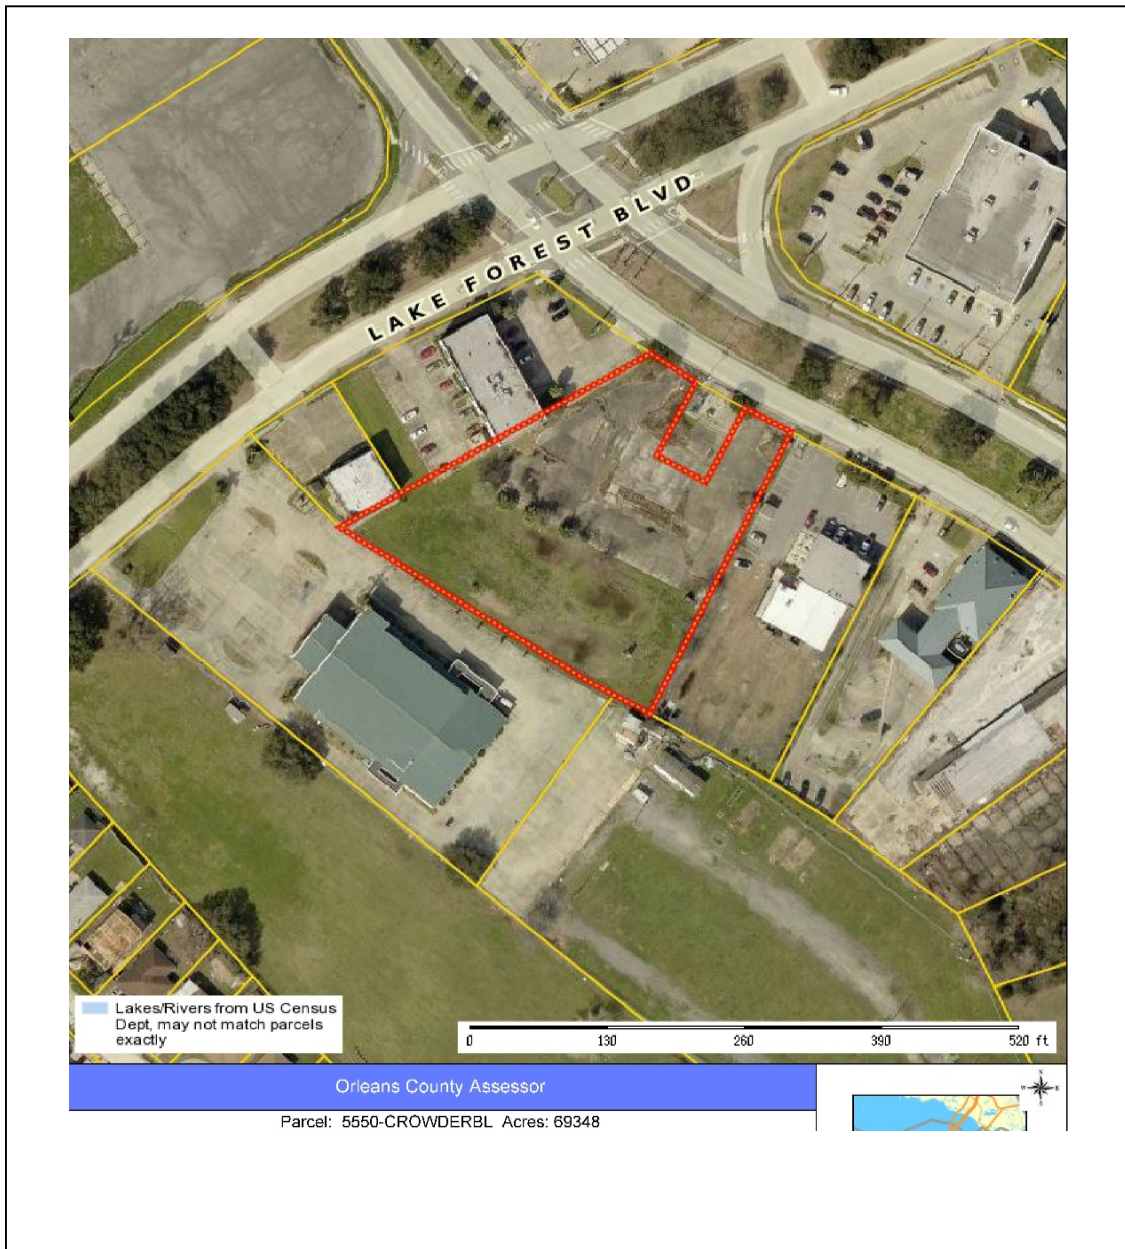 LAKE FOREST BLVD
Lakes/Rivers from US Census
Dept, may not match parcels
exactly
0 130 260 390 520 ft
Orleans County Assessor
N
W E
S
Parcel: 5550-CROWDERBL Acres: 69348